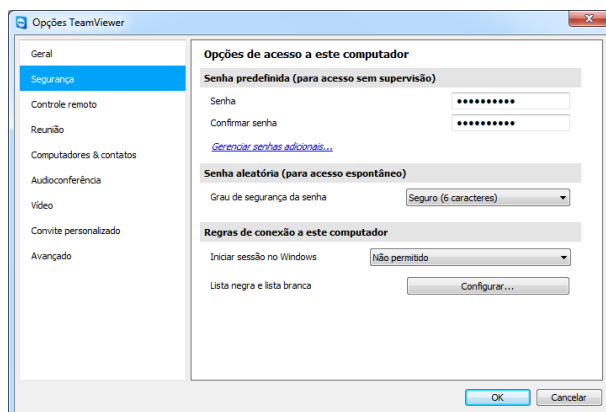 Opções TeamViewer
Geral
Segurança
Controle remoto
Reunião
Computadores & contatos
Audioconferência
Vídeo
Convite personalizado
Avançado
Opções de acesso a este computador
Senha predefinida (para acesso sem supervisão)
Senha ••••••••••
Confirmar senha ••••••••••
Gerenciar senhas adicionais...
Senha aleatória (para acesso espontâneo)
Grau de segurança da senha Seguro (6 caracteres)
Regras de conexão a este computador
Iniciar sessão no Windows Não permitido
Lista negra e lista branca Configurar...
OK Cancelar